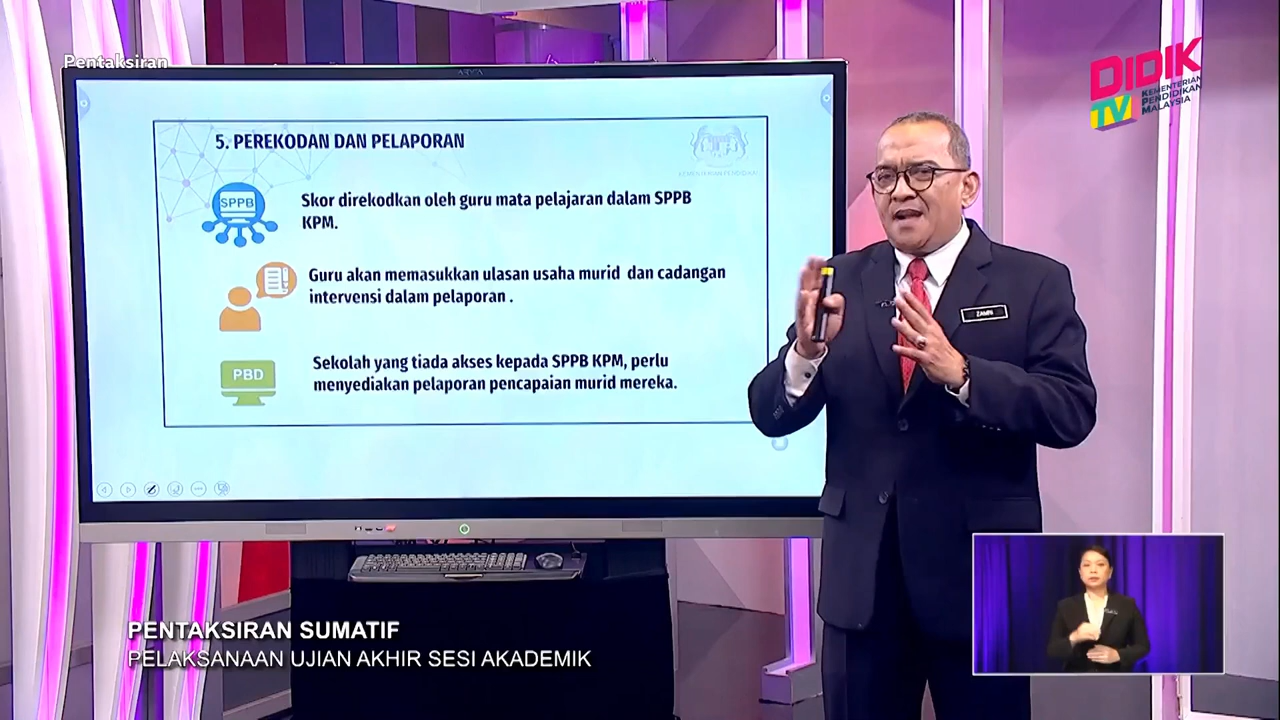 Pentaksiran
DIDIK
TV
KEMENTERIAN
PENDIDIKAN
MALAYSIA
5. PEREKODAN DAN PELAPORAN
KEMENTERIAN PENDIDIKAN
SPPB
Skor direkodkan oleh guru mata pelajaran dalam SPPB
KPM.
Guru akan memasukkan ulasan usaha murid dan cadangan
intervensi dalam pelaporan .
PBD
Sekolah yang tiada akses kepada SPPB KPM, perlu
menyediakan pelaporan pencapaian murid mereka.
ZAMRI
PENTAKSIRAN SUMATIF
PELAKSANAAN UJIAN AKHIR SESI AKADEMIK